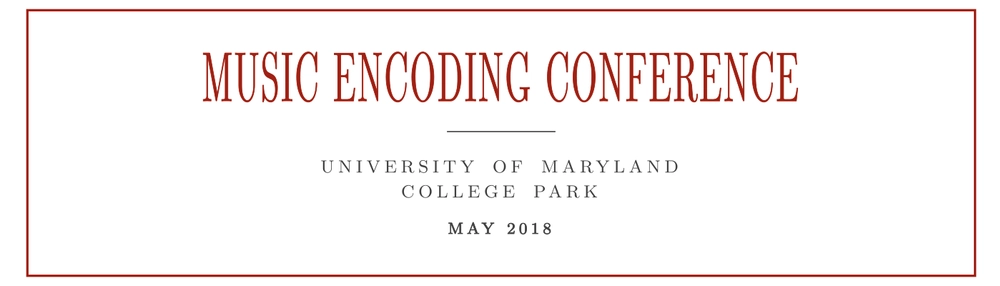 MUSIC ENCODING CONFERENCE
UNIVERSITY OF MARYLAND
COLLEGE PARK
MAY 2018